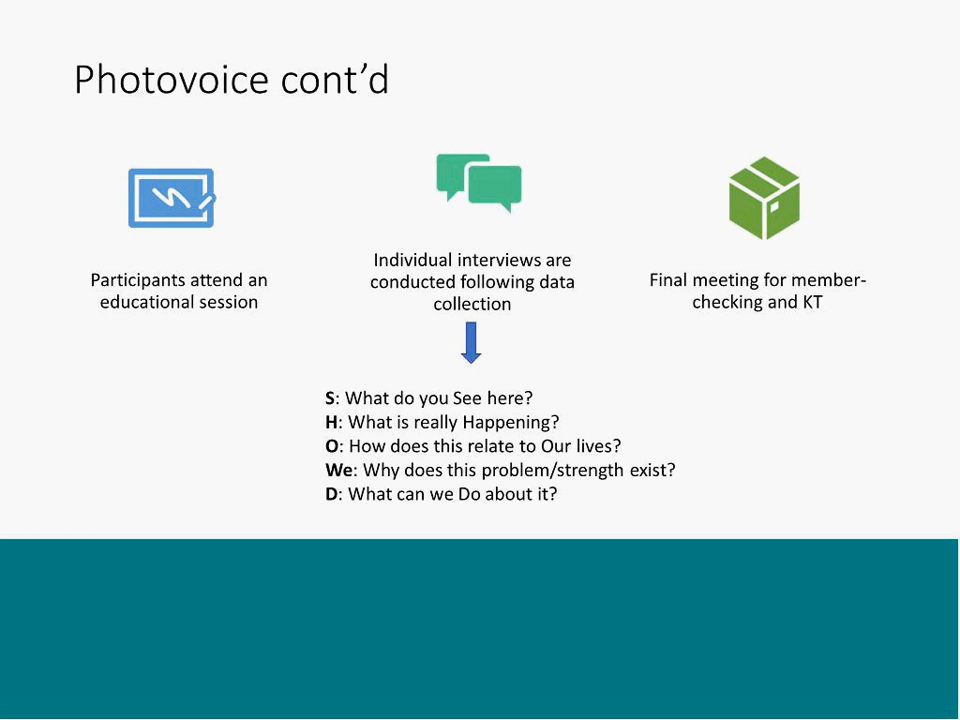 Photovoice cont’d
Participants attend an
educational session
Individual interviews are
conducted following data
collection
Final meeting for member-
checking and KT
S: What do you See here?
H: What is really Happening?
O: How does this relate to Our lives?
We: Why does this problem/strength exist?
D: What can we Do about it?